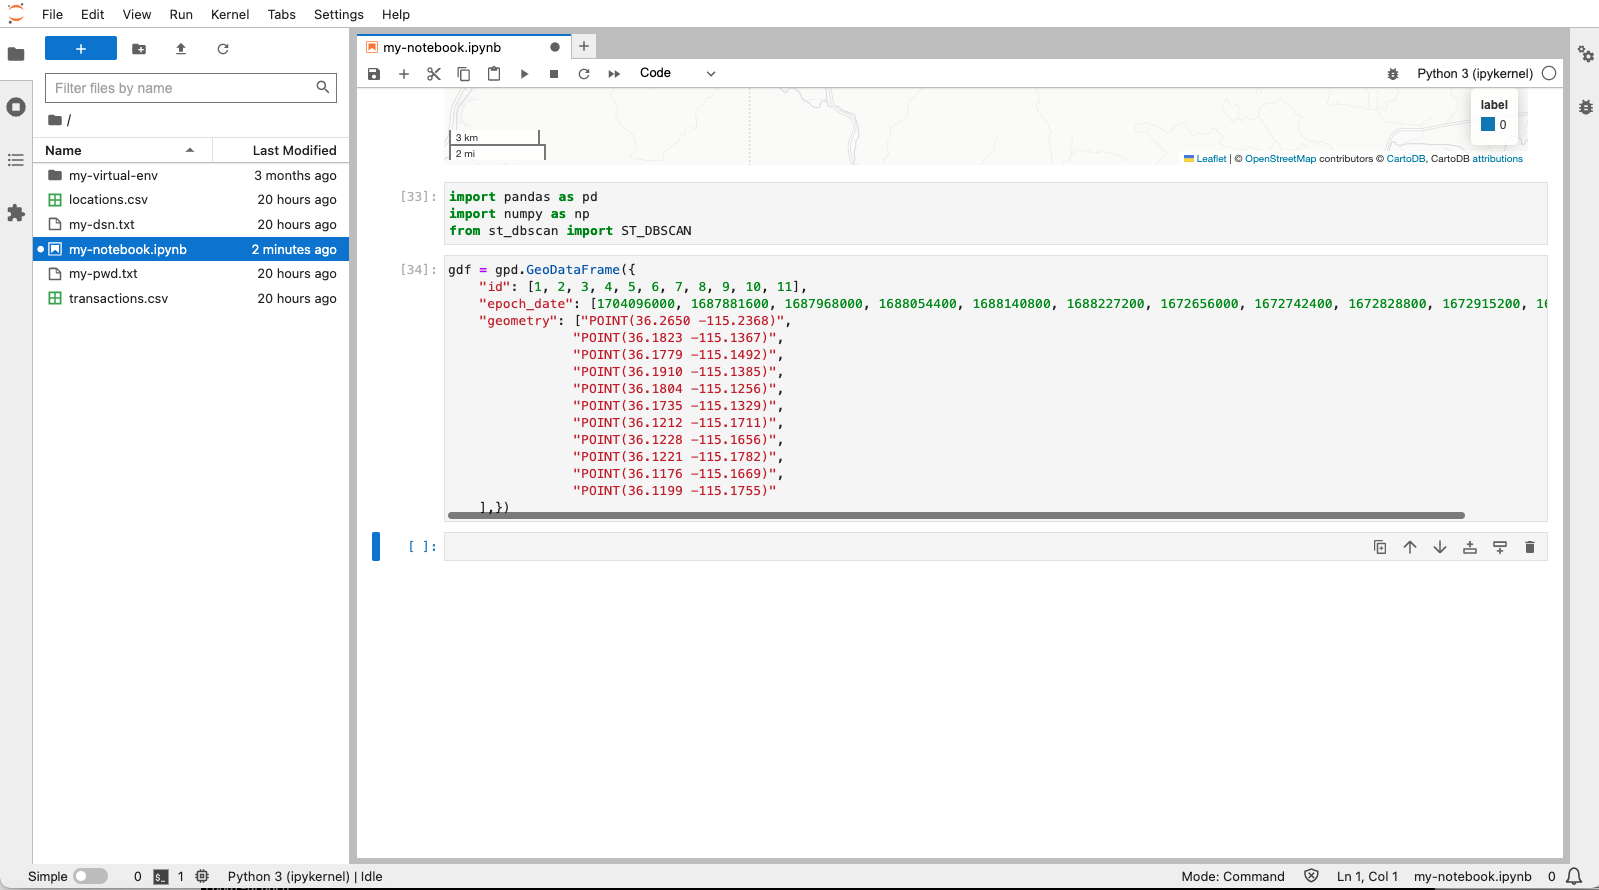 File Edit View Run Kernel Tabs Settings Help
Filter files by name
/
Name Last Modified
my-virtual-env 3 months ago
locations.csv 20 hours ago
my-dsn.txt 20 hours ago
my-notebook.ipynb 2 minutes ago
my-pwd.txt 20 hours ago
transactions.csv 20 hours ago
my-notebook.ipynb
Code Python 3 (ipykernel)
label
0
3 km
2 mi
Leaflet | © OpenStreetMap contributors © CartoDB, CartoDB attributions
[33]: import pandas as pd
import numpy as np
from st_dbscan import ST_DBSCAN
[34]: gdf = gpd.GeoDataFrame({
"id": [1, 2, 3, 4, 5, 6, 7, 8, 9, 10, 11],
"epoch_date": [1704096000, 1687881600, 1687968000, 1688054400, 1688140800, 1688227200, 1672656000, 1672742400, 1672828800, 1672915200, 
"geometry": ["POINT(36.2650 -115.2368)",
"POINT(36.1823 -115.1367)",
"POINT(36.1779 -115.1492)",
"POINT(36.1910 -115.1385)",
"POINT(36.1804 -115.1256)",
"POINT(36.1735 -115.1329)",
"POINT(36.1212 -115.1711)",
"POINT(36.1228 -115.1656)",
"POINT(36.1221 -115.1782)",
"POINT(36.1176 -115.1669)",
"POINT(36.1199 -115.1755)"
],})
[ ]:
Simple 0 $_ 1 Python 3 (ipykernel) | Idle Mode: Command Ln 1, Col 1 my-notebook.ipynb 0